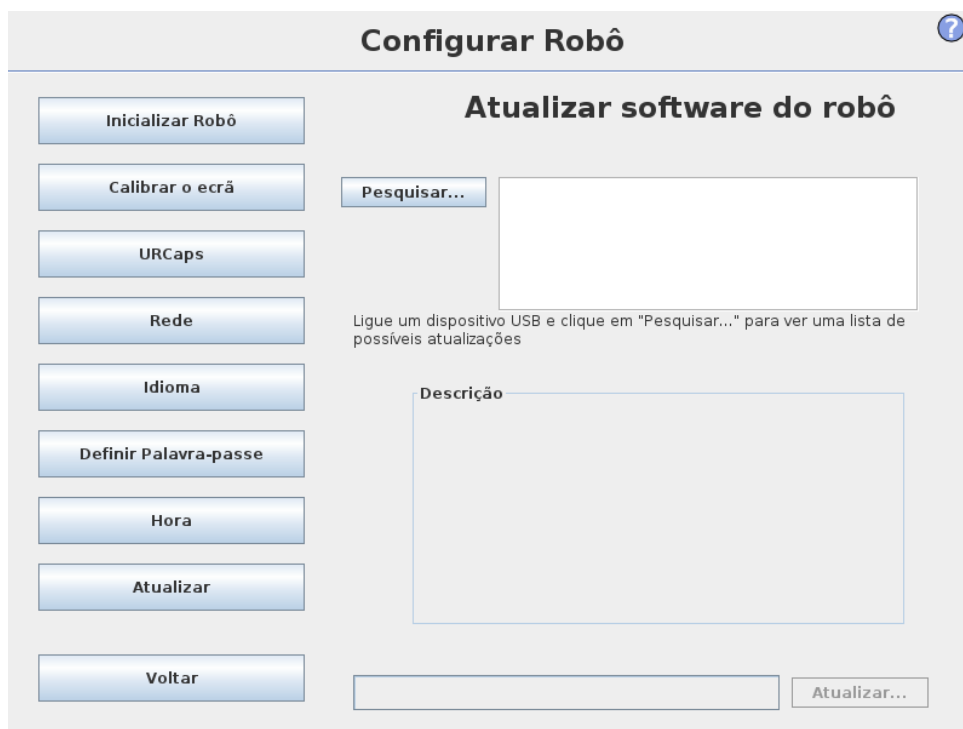 Configurar Robô
?
Inicializar Robô
Calibrar o ecrã
URCaps
Rede
Idioma
Definir Palavra-passe
Hora
Atualizar
Voltar
Atualizar software do robô
Pesquisar...
Ligue um dispositivo USB e clique em "Pesquisar..." para ver uma lista de
possíveis atualizações
Descrição
Atualizar...